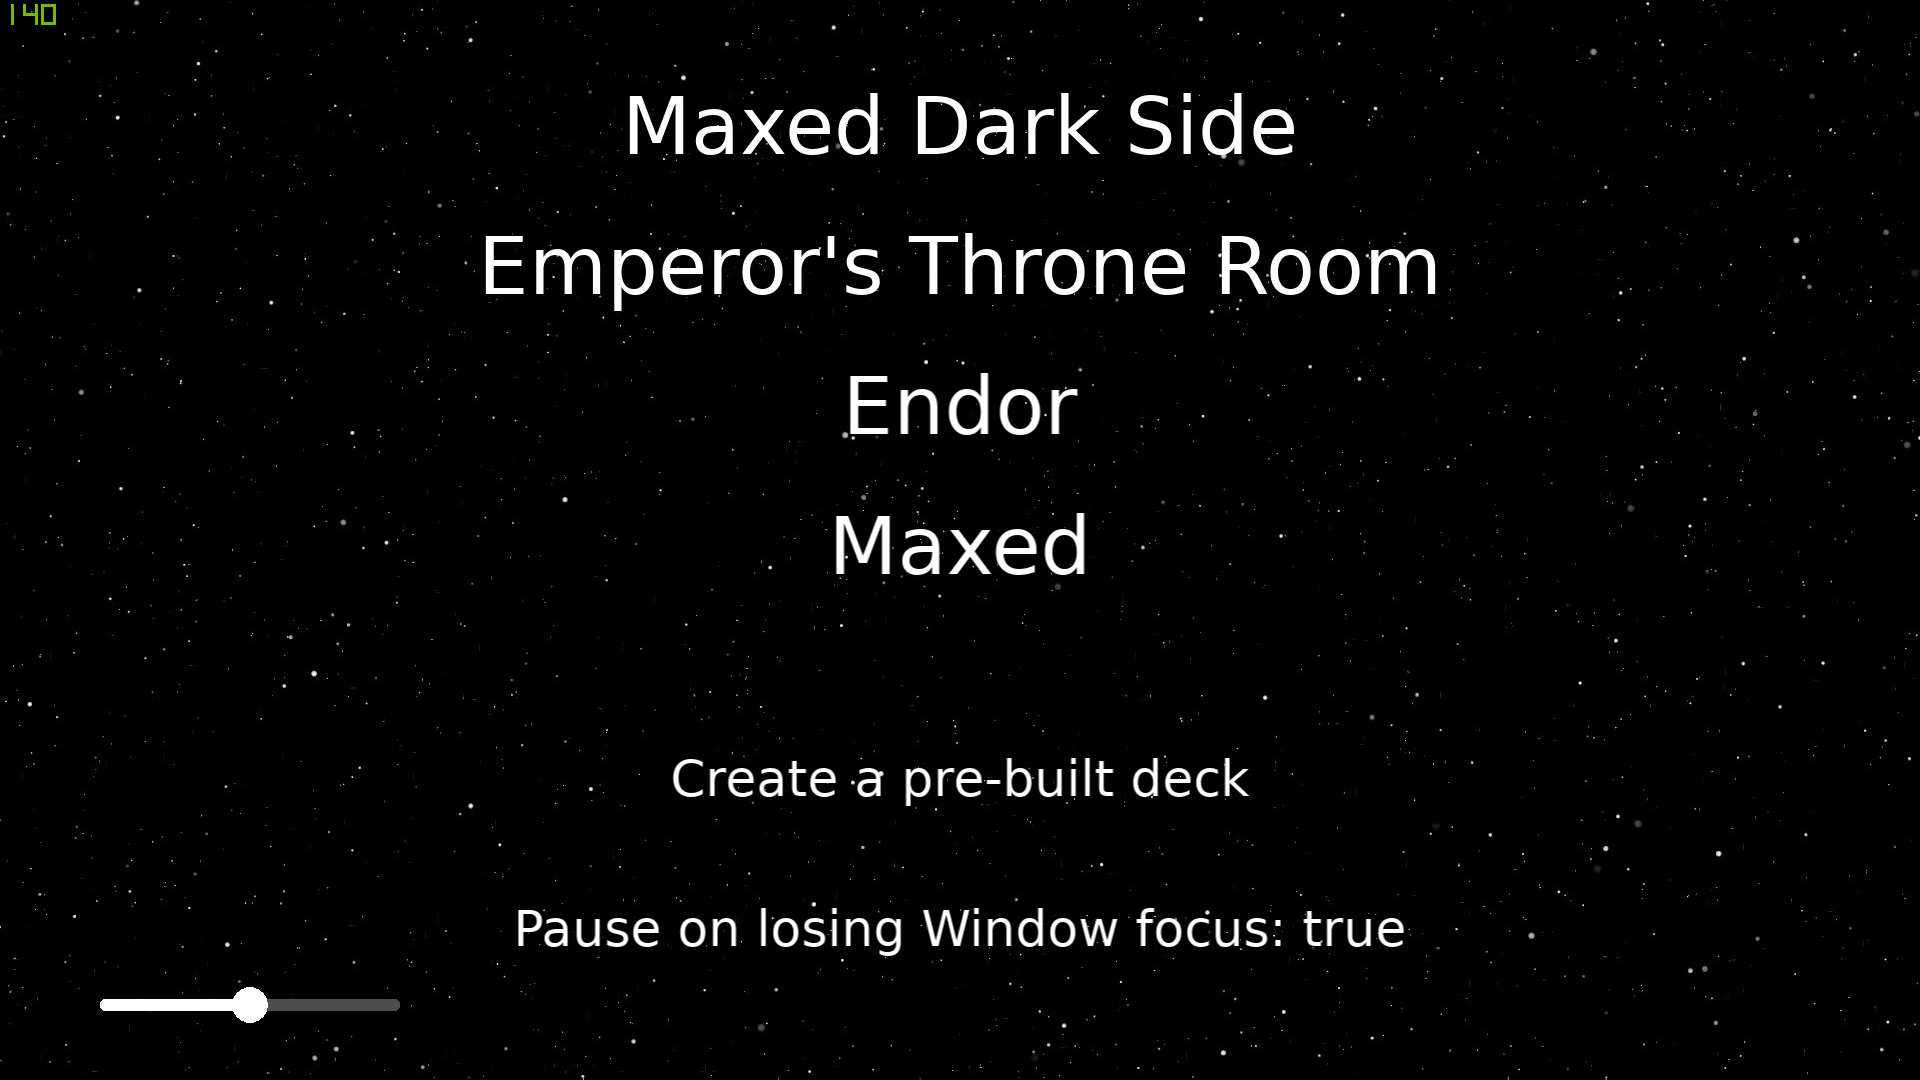 140
Maxed Dark Side
Emperor's Throne Room
Endor
Maxed
Create a pre-built deck
Pause on losing Window focus: true